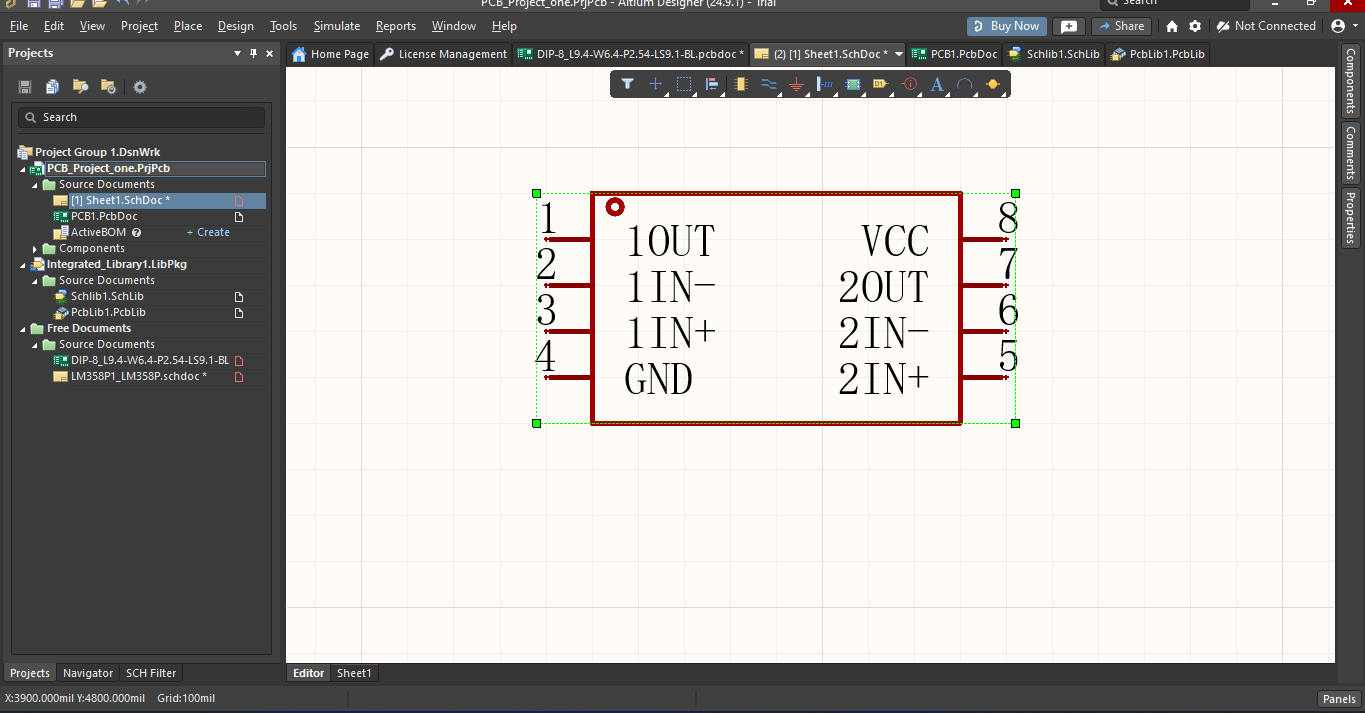 PCB_Project_one.PrjPcb - Altium Designer (24.9.1) - Trial
Search
File Edit View Project Place Design Tools Simulate Reports Window Help
Buy Now Share Not Connected
Projects
Home Page License Management DIP-8_L9.4-W6.4-P2.54-LS9.1-BL.pcbdoc * (2) [1] Sheet1.SchDoc * PCB1.PcbDoc Schlib1.SchLib PcbLib1.PcbLib
Search
Project Group 1.DsnWrk
PCB_Project_one.PrjPcb
Source Documents
[1] Sheet1.SchDoc *
PCB1.PcbDoc
ActiveBOM + Create
Components
Integrated_Library1.LibPkg
Source Documents
Schlib1.SchLib
PcbLib1.PcbLib
Free Documents
Source Documents
DIP-8_L9.4-W6.4-P2.54-LS9.1-BL
LM358P1_LM358P.schdoc *
1 1OUT VCC 8
2 1IN- 2OUT 7
3 1IN+ 2IN- 6
4 GND 2IN+ 5
Components
Comments
Properties
Projects Navigator SCH Filter
Editor Sheet1
X:3900.000mil Y:4800.000mil Grid:100mil
Panels